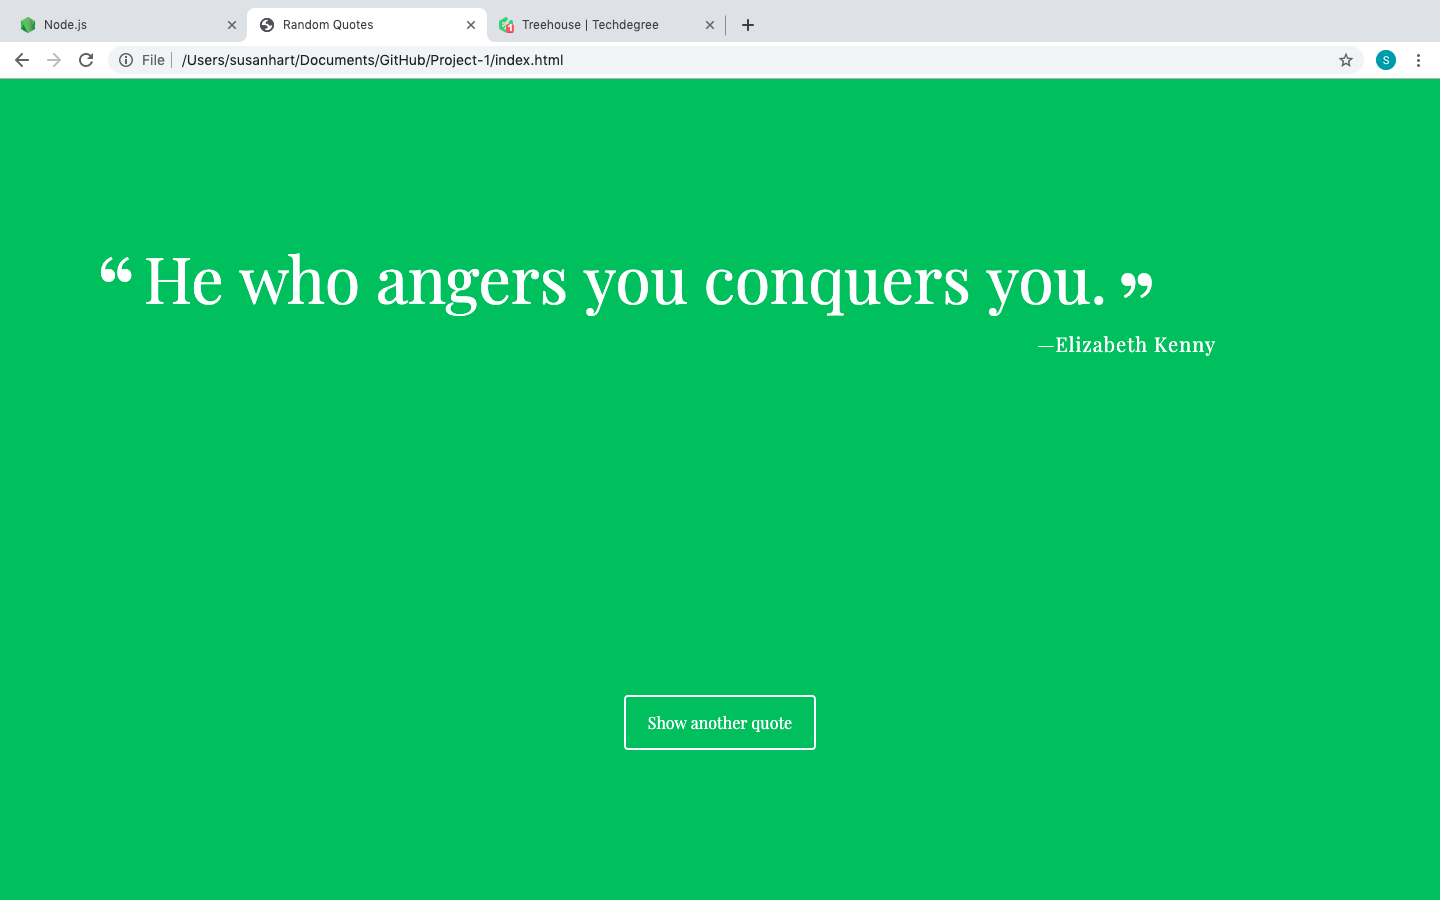 Node.js
Random Quotes
Treehouse | Techdegree
File /Users/susanhart/Documents/GitHub/Project-1/index.html
S
“ He who angers you conquers you. ”
—Elizabeth Kenny
Show another quote